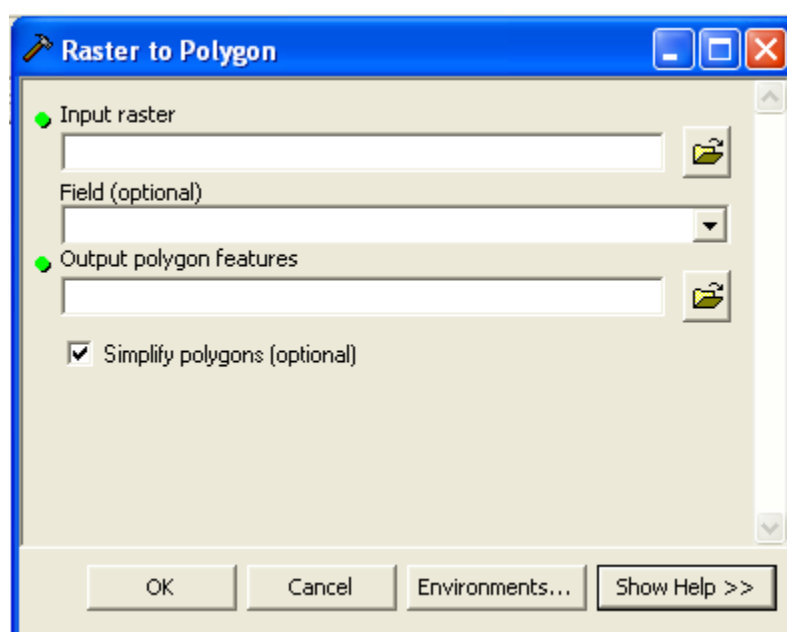 Raster to Polygon
Input raster
Field (optional)
Output polygon features
Simplify polygons (optional)
OK Cancel Environments... Show Help >>